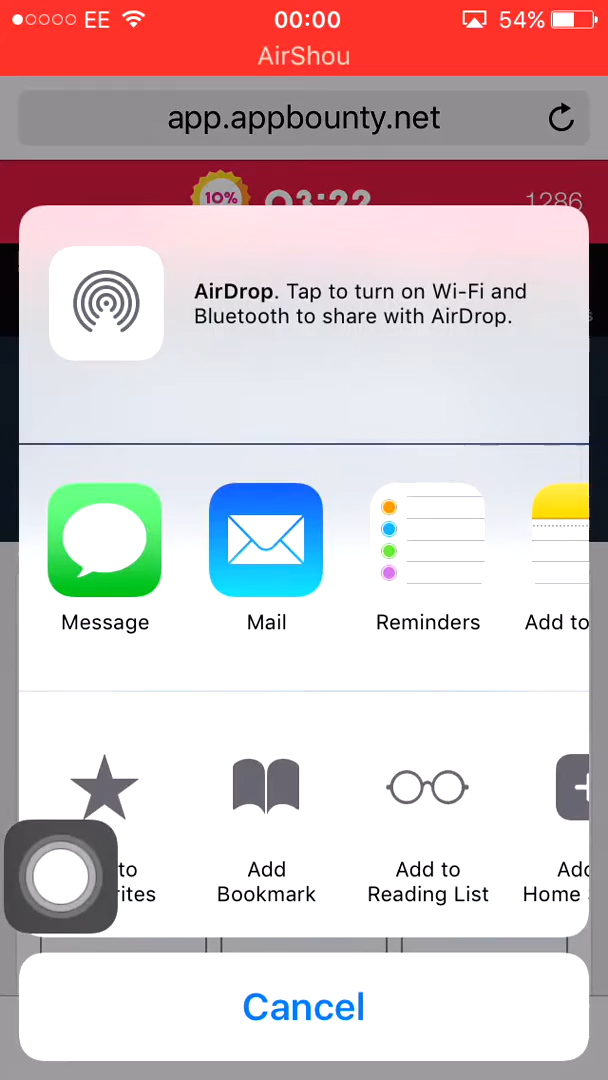 EE 00:00 54%
AirShou
app.appbounty.net
10% 03:22 1286
AirDrop. Tap to turn on Wi-Fi and
Bluetooth to share with AirDrop.
Message Mail Reminders Add to
to Add Add to
Bookmark Reading List Home
Cancel